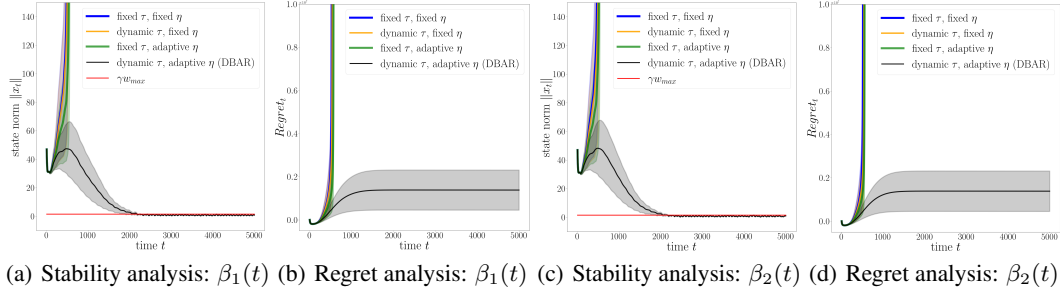 state norm ||x_t||
140
120
100
80
60
40
20
0
fixed τ, fixed η
dynamic τ, fixed η
fixed τ, adaptive η
dynamic τ, adaptive η (DBAR)
γw_max
0 1000 2000 3000 4000 5000
time t
Regret_t
1.0
0.8
0.6
0.4
0.2
0.0
fixed τ, fixed η
dynamic τ, fixed η
fixed τ, adaptive η
dynamic τ, adaptive η (DBAR)
0 1000 2000 3000 4000 5000
time t
state norm ||x_t||
140
120
100
80
60
40
20
0
fixed τ, fixed η
dynamic τ, fixed η
fixed τ, adaptive η
dynamic τ, adaptive η (DBAR)
γw_max
0 1000 2000 3000 4000 5000
time t
Regret_t
1.0
0.8
0.6
0.4
0.2
0.0
fixed τ, fixed η
dynamic τ, fixed η
fixed τ, adaptive η
dynamic τ, adaptive η (DBAR)
0 1000 2000 3000 4000 5000
time t
(a) Stability analysis: β₁(t) (b) Regret analysis: β₁(t) (c) Stability analysis: β₂(t) (d) Regret analysis: β₂(t)